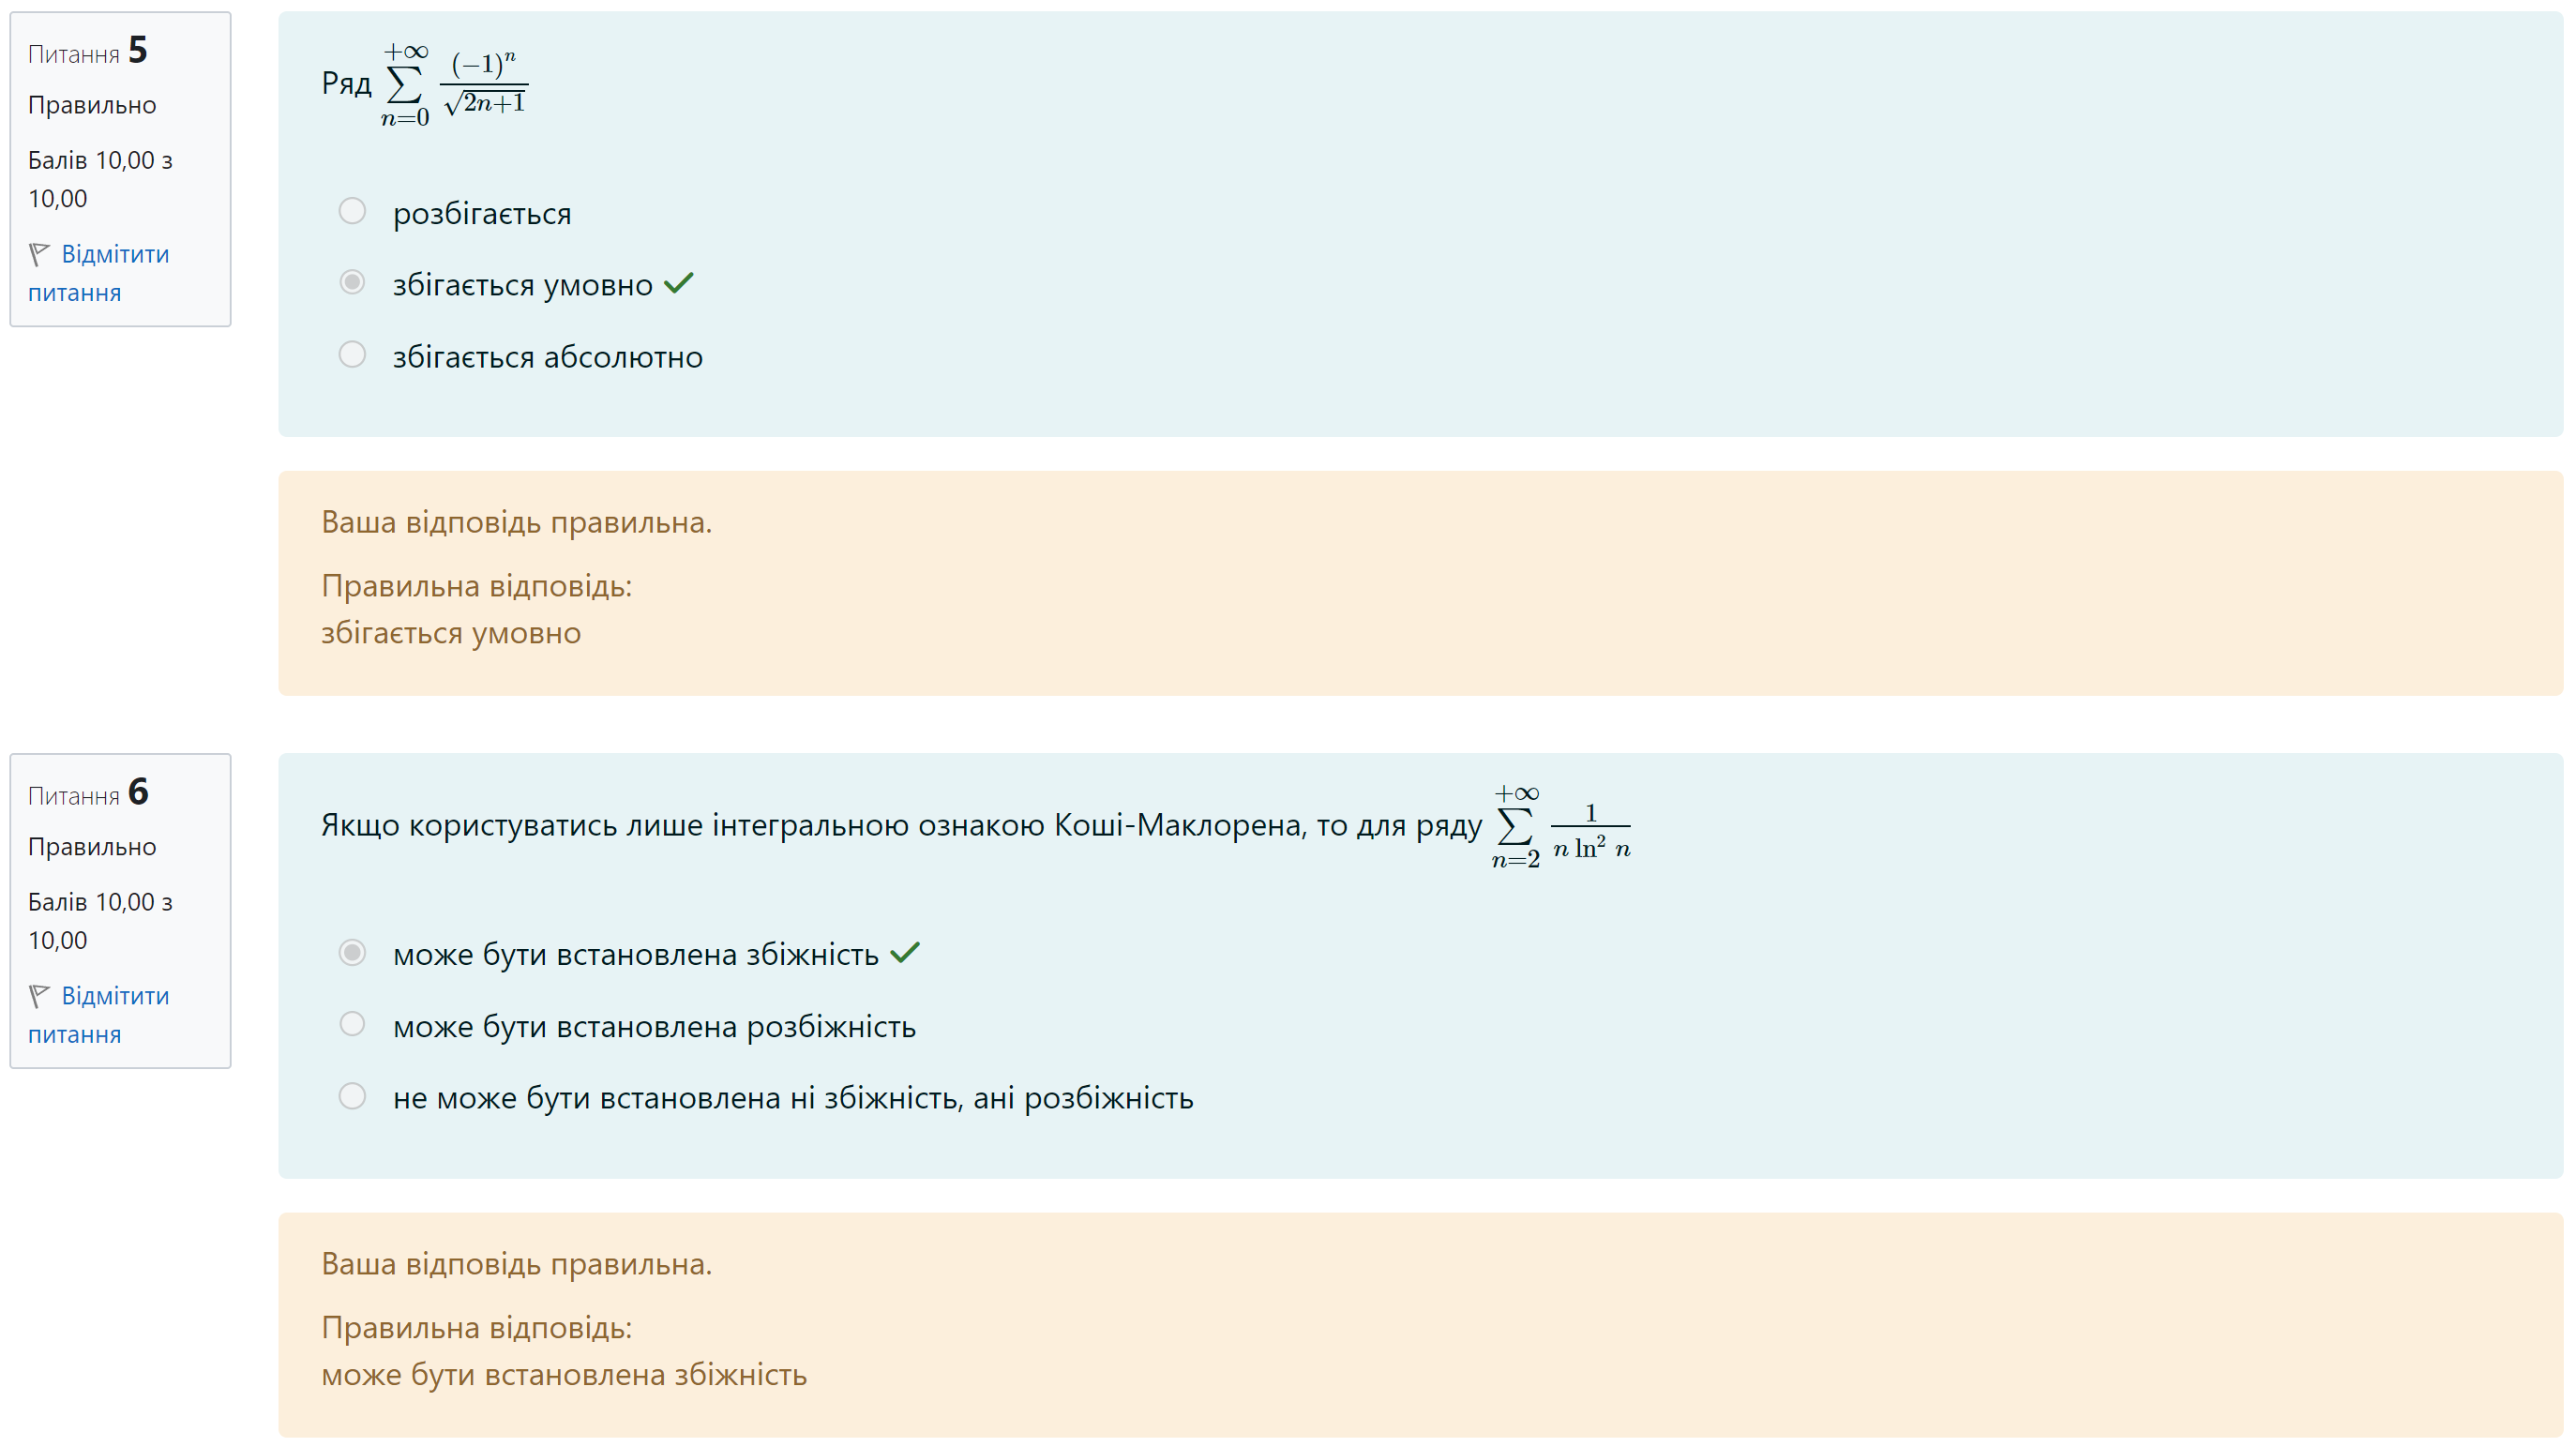 Питання 5
Правильно
Балів 10,00 з
10,00
Відмітити
питання
Ряд \sum_{n=0}^{+\infty} \frac{(-1)^n}{\sqrt{2n+1}}
розбігається
збігається умовно
збігається абсолютно
Ваша відповідь правильна.
Правильна відповідь:
збігається умовно
Питання 6
Правильно
Балів 10,00 з
10,00
Відмітити
питання
Якщо користуватись лише інтегральною ознакою Коші-Маклорена, то для ряду \sum_{n=2}^{+\infty} \frac{1}{n \ln^2 n}
може бути встановлена збіжність
може бути встановлена розбіжність
не може бути встановлена ні збіжність, ані розбіжність
Ваша відповідь правильна.
Правильна відповідь:
може бути встановлена збіжність